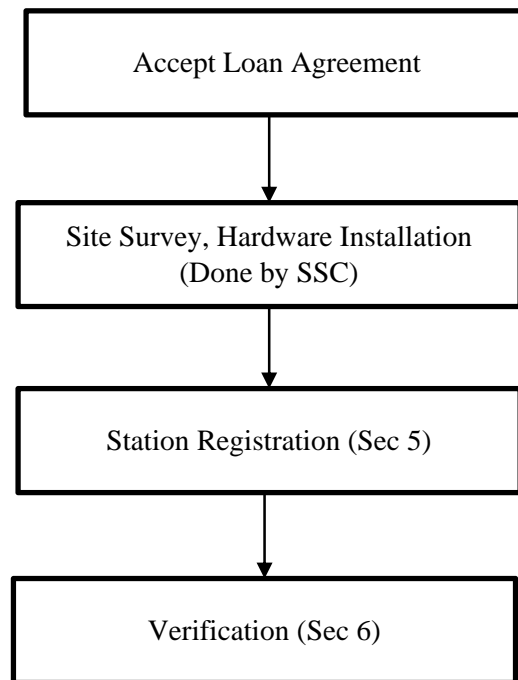 Accept Loan Agreement
Site Survey, Hardware Installation
(Done by SSC)
Station Registration (Sec 5)
Verification (Sec 6)